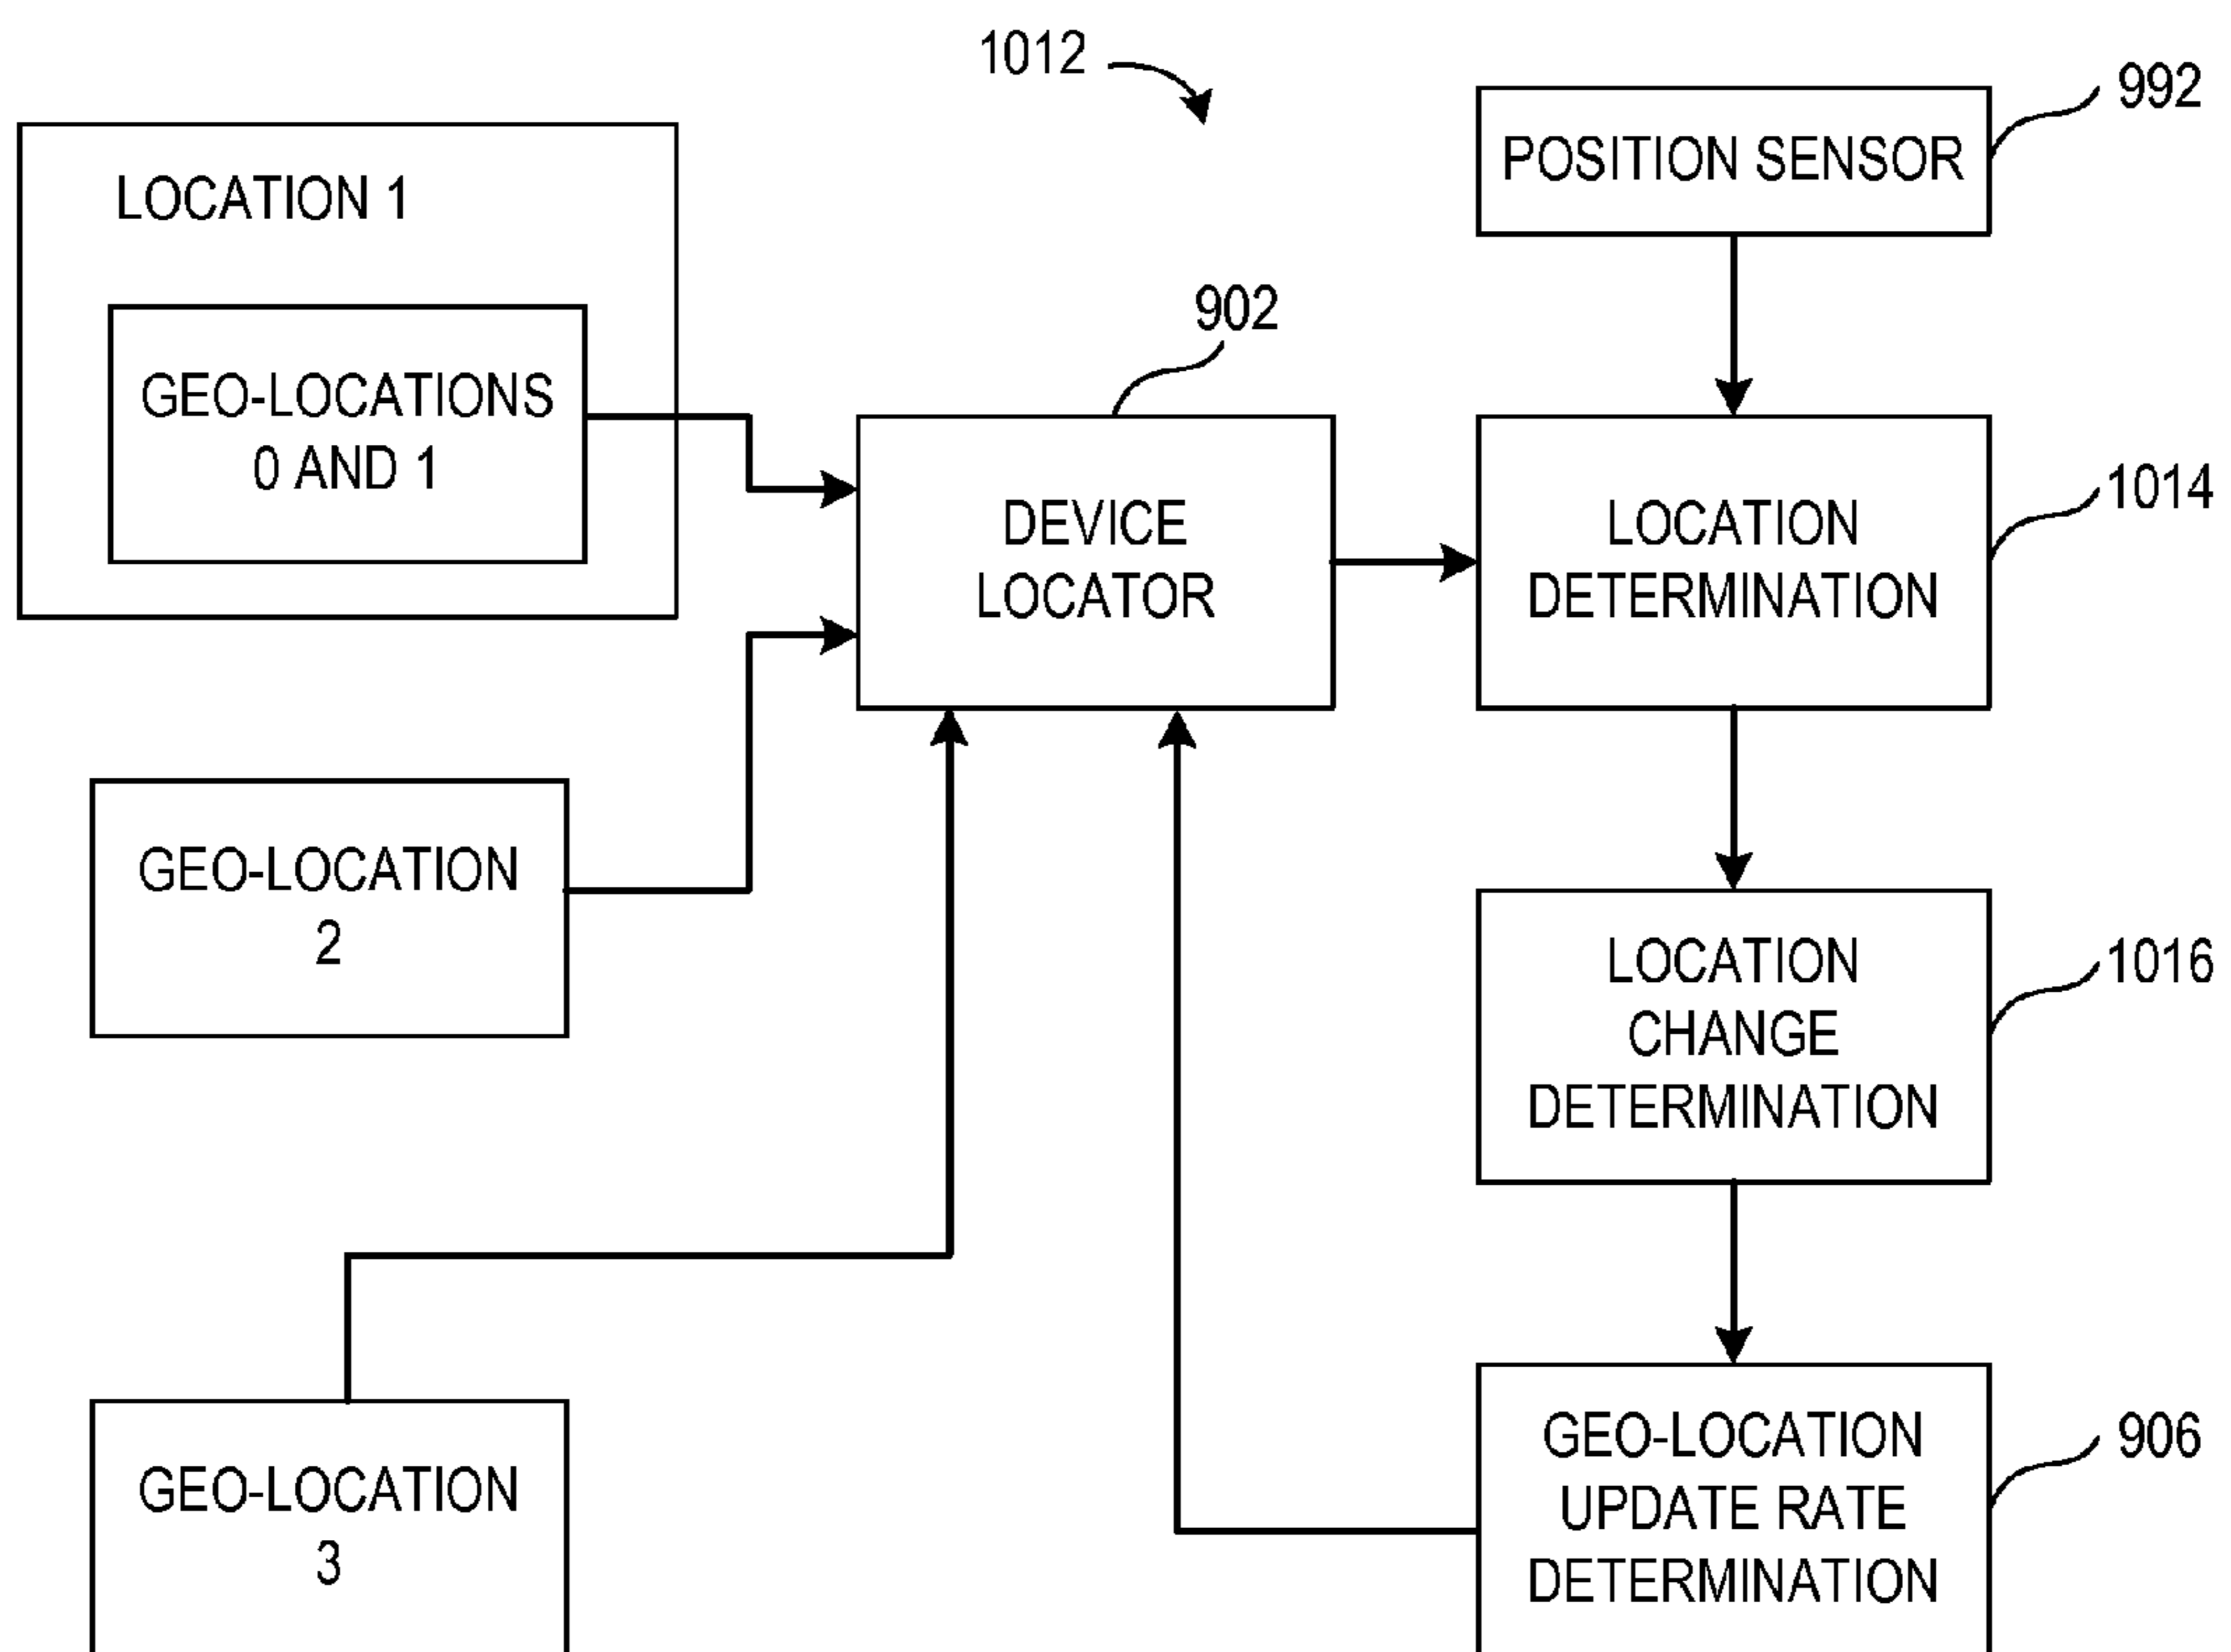 1012
992
POSITION SENSOR
LOCATION 1
902
GEO-LOCATIONS
0 AND 1
DEVICE
LOCATOR
LOCATION
DETERMINATION
1014
GEO-LOCATION
2
LOCATION
CHANGE
DETERMINATION
1016
GEO-LOCATION
3
GEO-LOCATION
UPDATE RATE
DETERMINATION
906